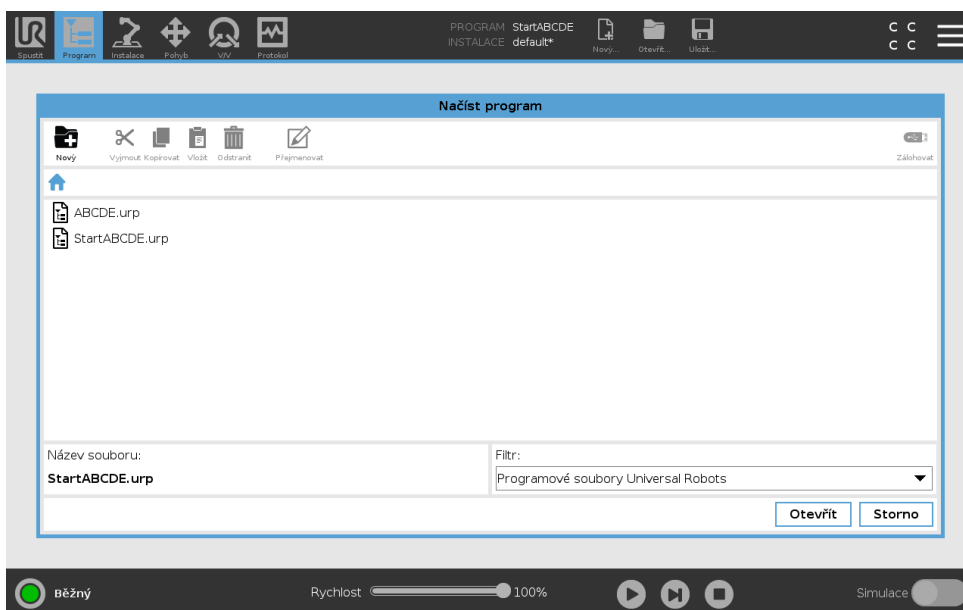 UR
Spustit
Program
Instalace
Pohyb
V/V
Protokol
PROGRAM StartABCDE
INSTALACE default*
Nový...
Otevřít...
Uložit...
C C
C C
Načíst program
Nový
Vyjmout
Kopírovat
Vložit
Odstranit
Přejmenovat
Zálohovat
ABCDE.urp
StartABCDE.urp
Název souboru:
StartABCDE.urp
Filtr:
Programové soubory Universal Robots
Otevřít
Storno
Běžný
Rychlost
100%
Simulace